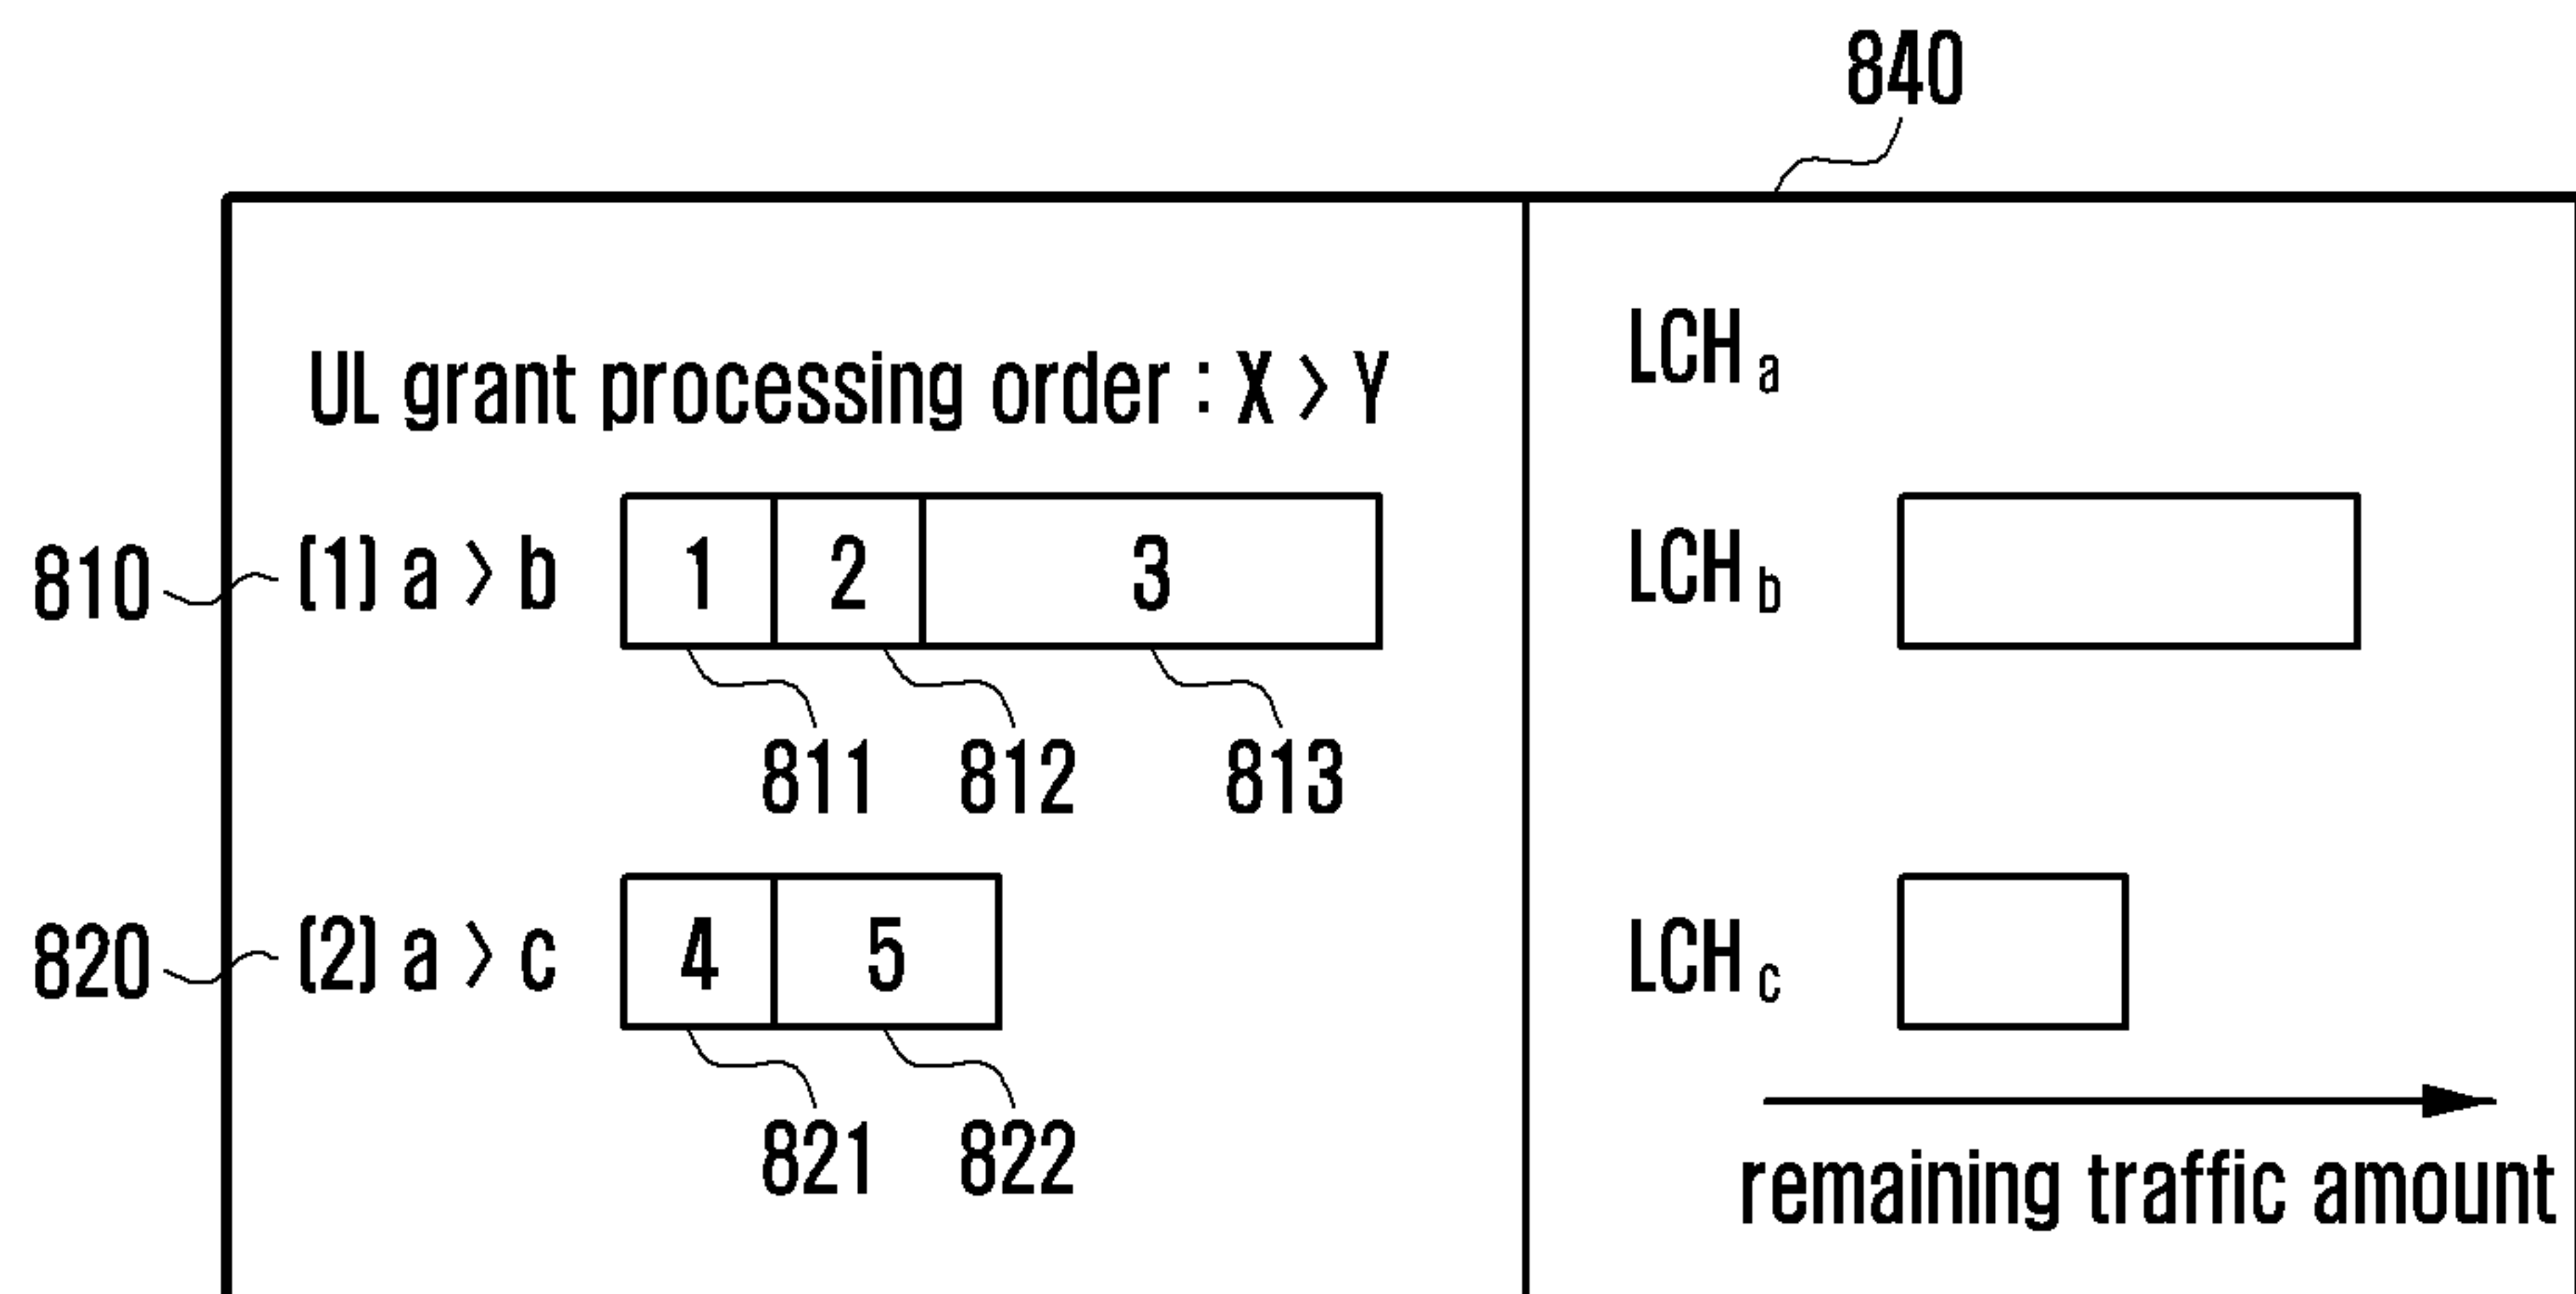 840
UL grant processing order : X > Y
LCH a
810 (1) a > b 1 2 3
LCH b
811 812 813
820 (2) a > c 4 5
LCH c
821 822
remaining traffic amount